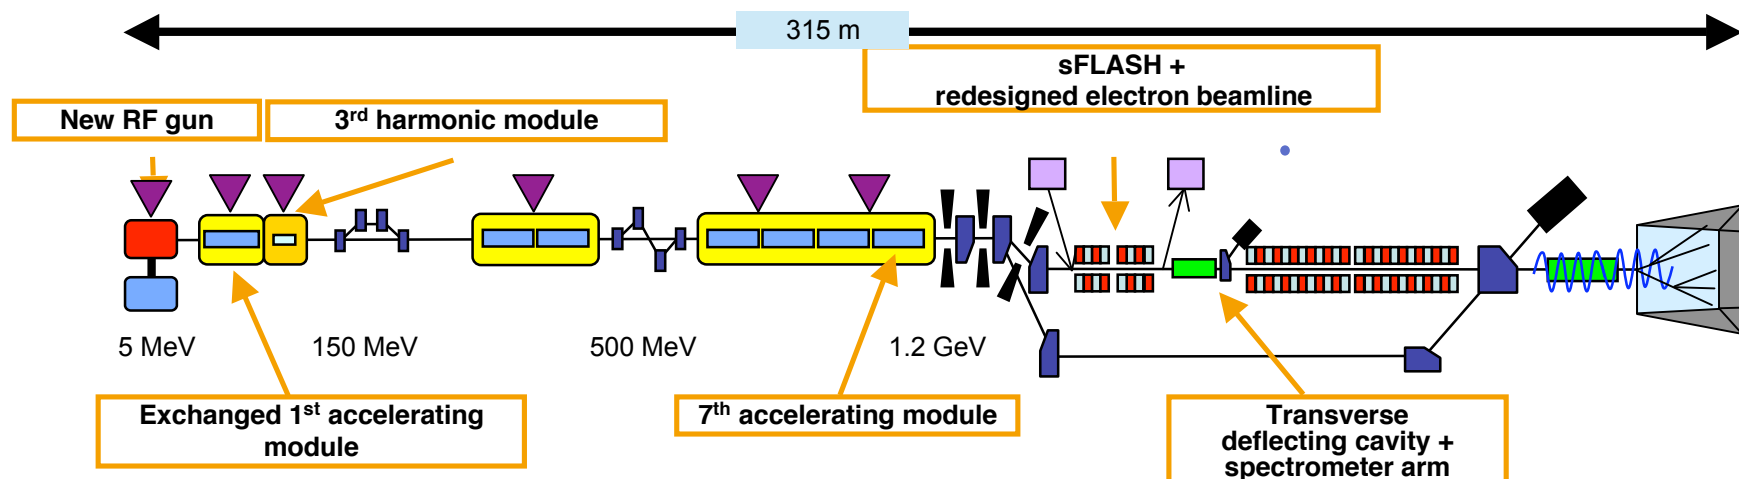 315 m
sFLASH +
redesigned electron beamline
New RF gun
3rd harmonic module
5 MeV
150 MeV
500 MeV
1.2 GeV
Exchanged 1st accelerating
module
7th accelerating module
Transverse
deflecting cavity +
spectrometer arm